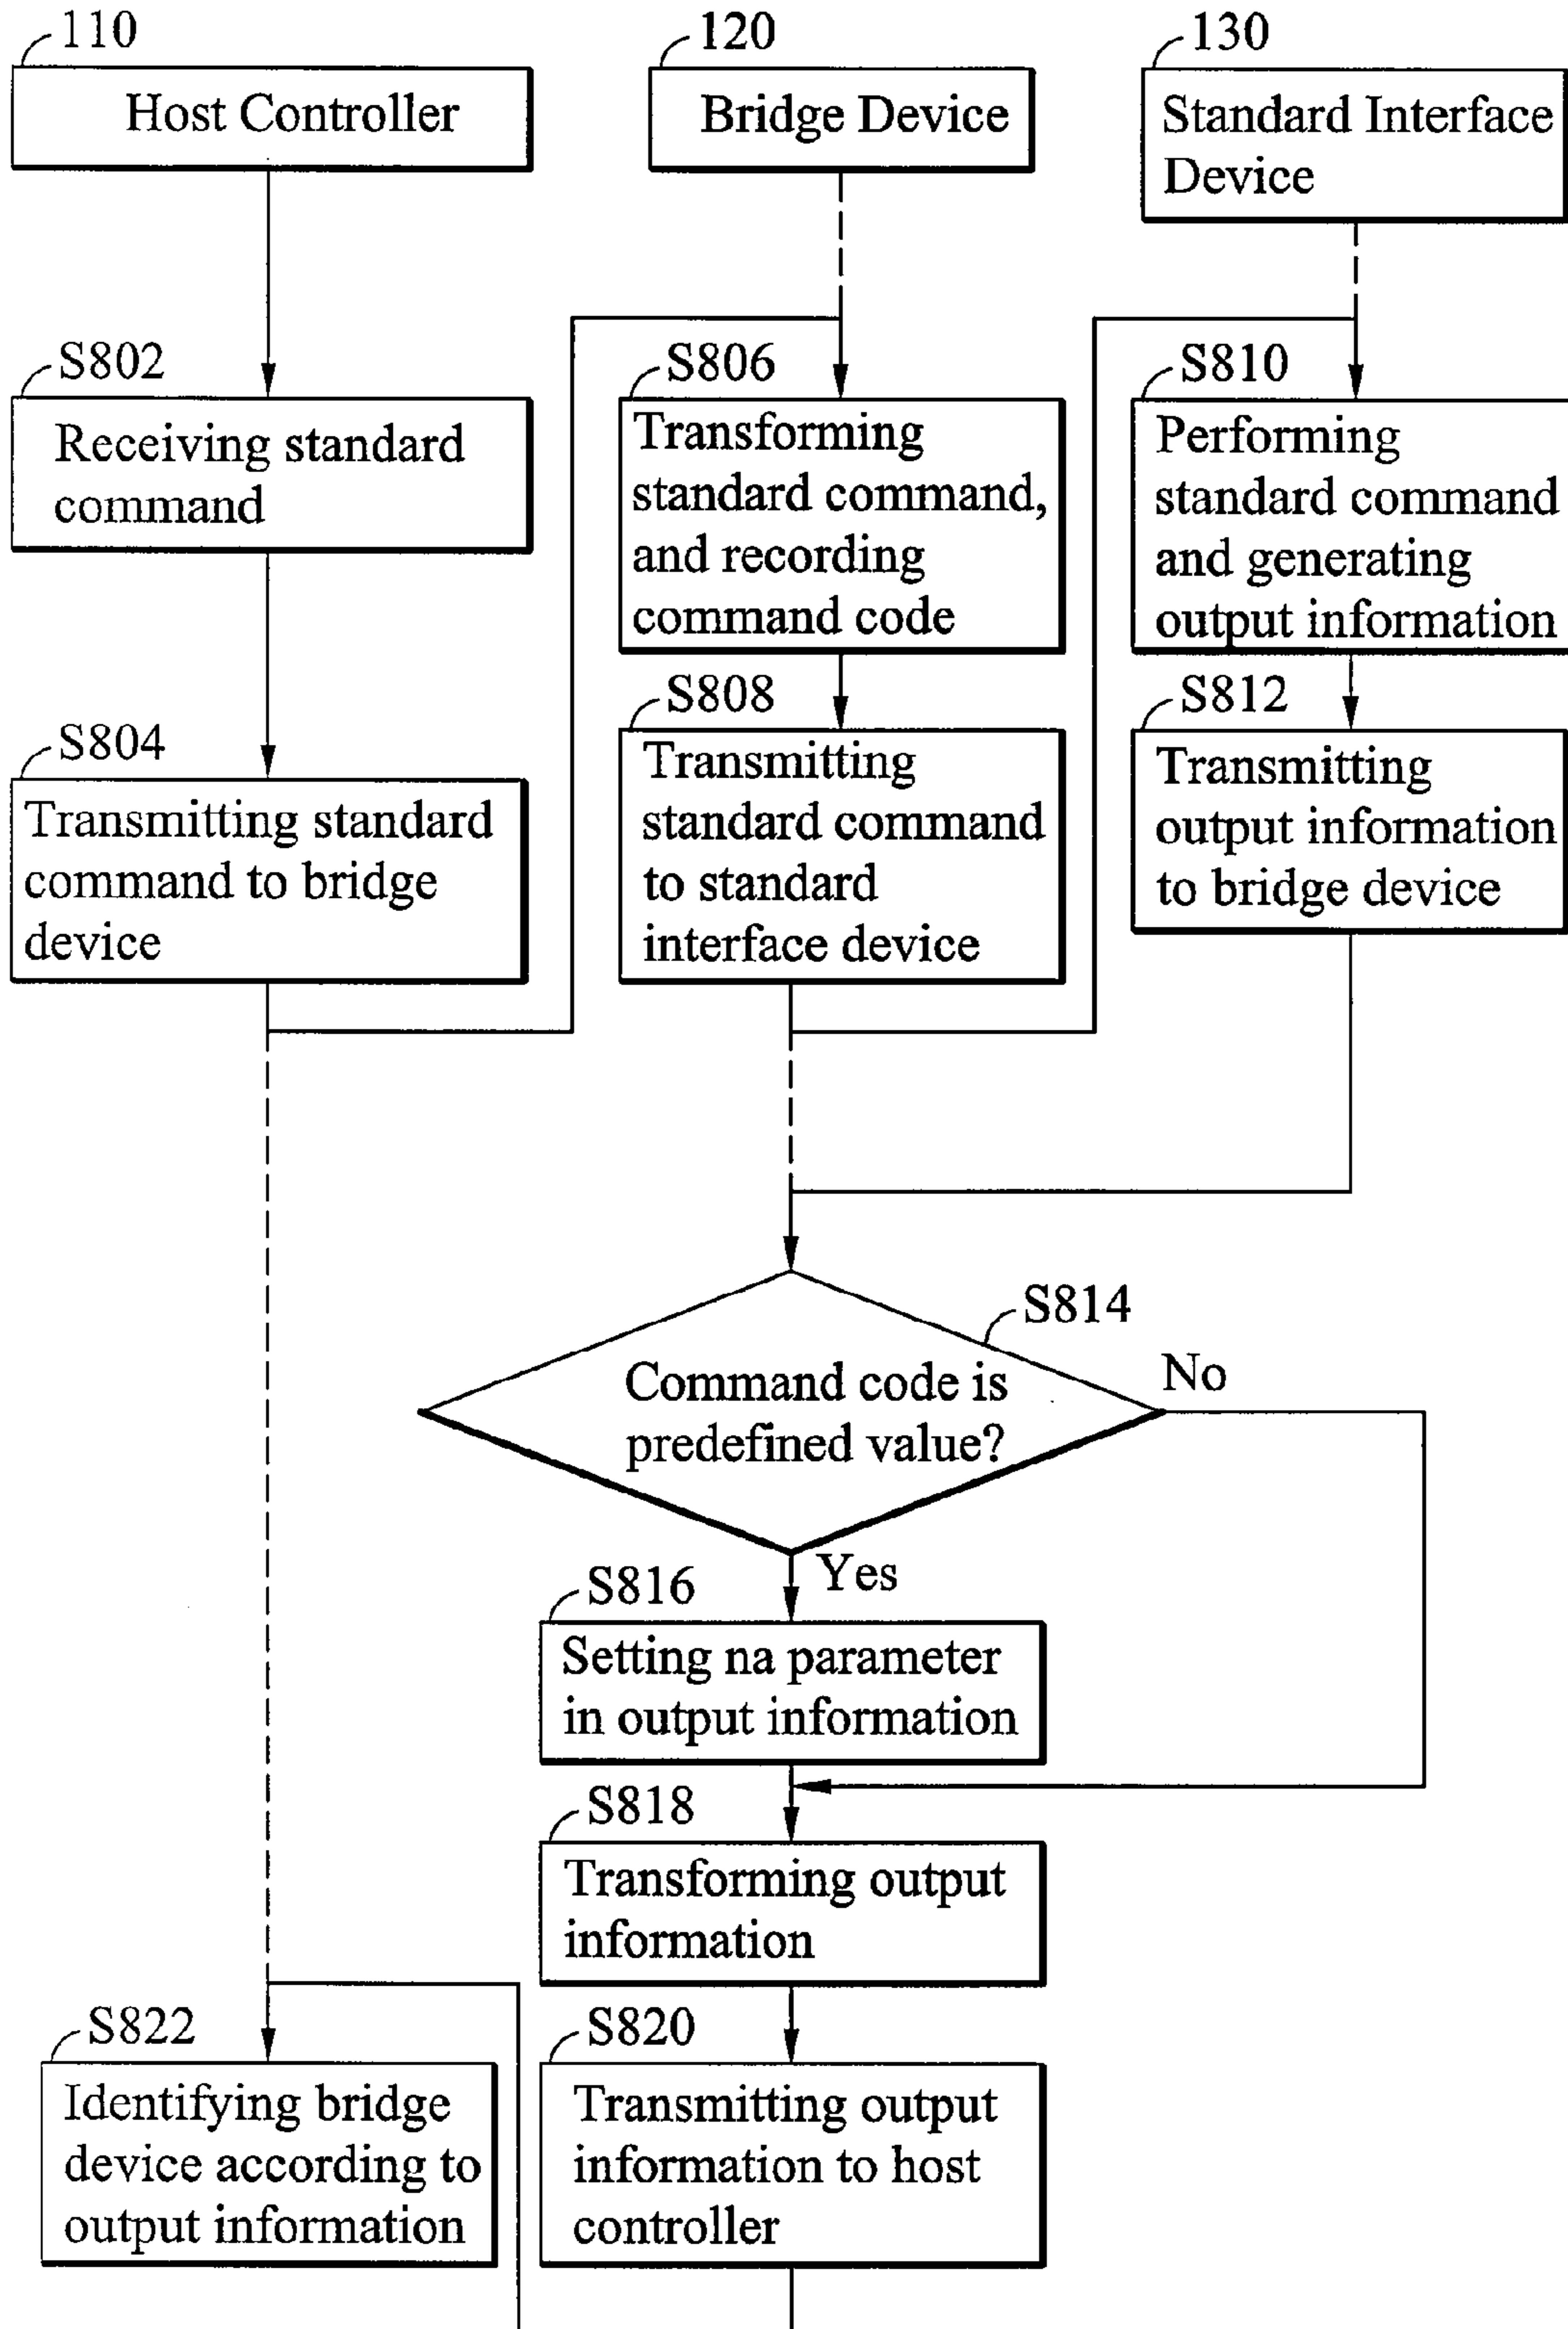 110
Host Controller
120
Bridge Device
130
Standard Interface
Device
S802
Receiving standard
command
S804
Transmitting standard
command to bridge
device
S806
Transforming
standard command,
and recording
command code
S808
Transmitting
standard command
to standard
interface device
S810
Performing
standard command
and generating
output information
S812
Transmitting
output information
to bridge device
S814
Command code is
predefined value?
No
Yes
S816
Setting na parameter
in output information
S818
Transforming output
information
S820
Transmitting output
information to host
controller
S822
Identifying bridge
device according to
output information